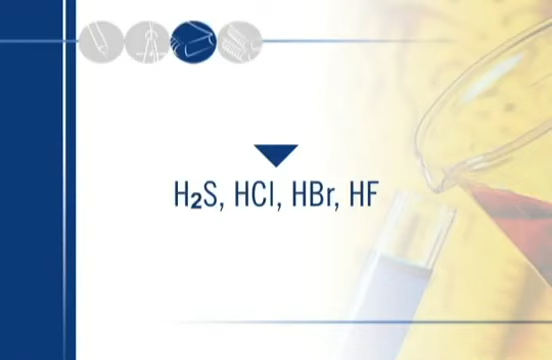 H₂S, HCl, HBr, HF